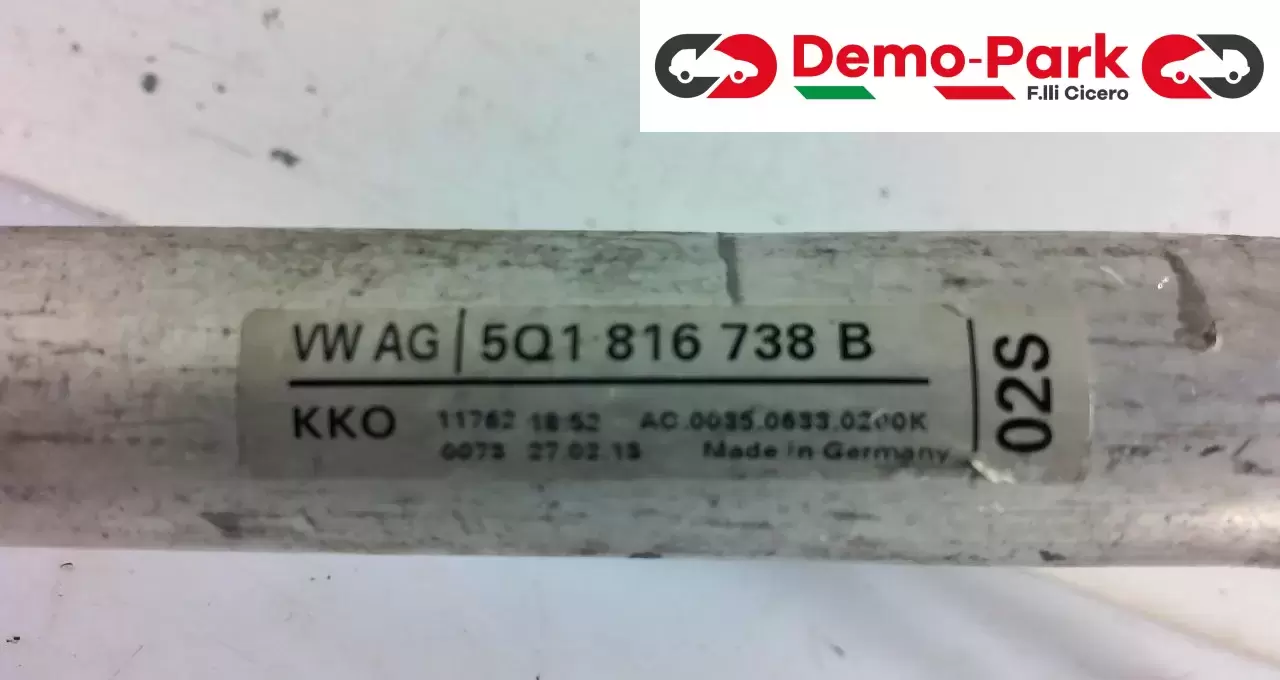 Demo-Park
F.lli Cicero
VW AG | 5Q1 816 738 B
KKO 11762 18:52 AC.0035.0633.0200K
0073 27.02.13 Made in Germany
02S